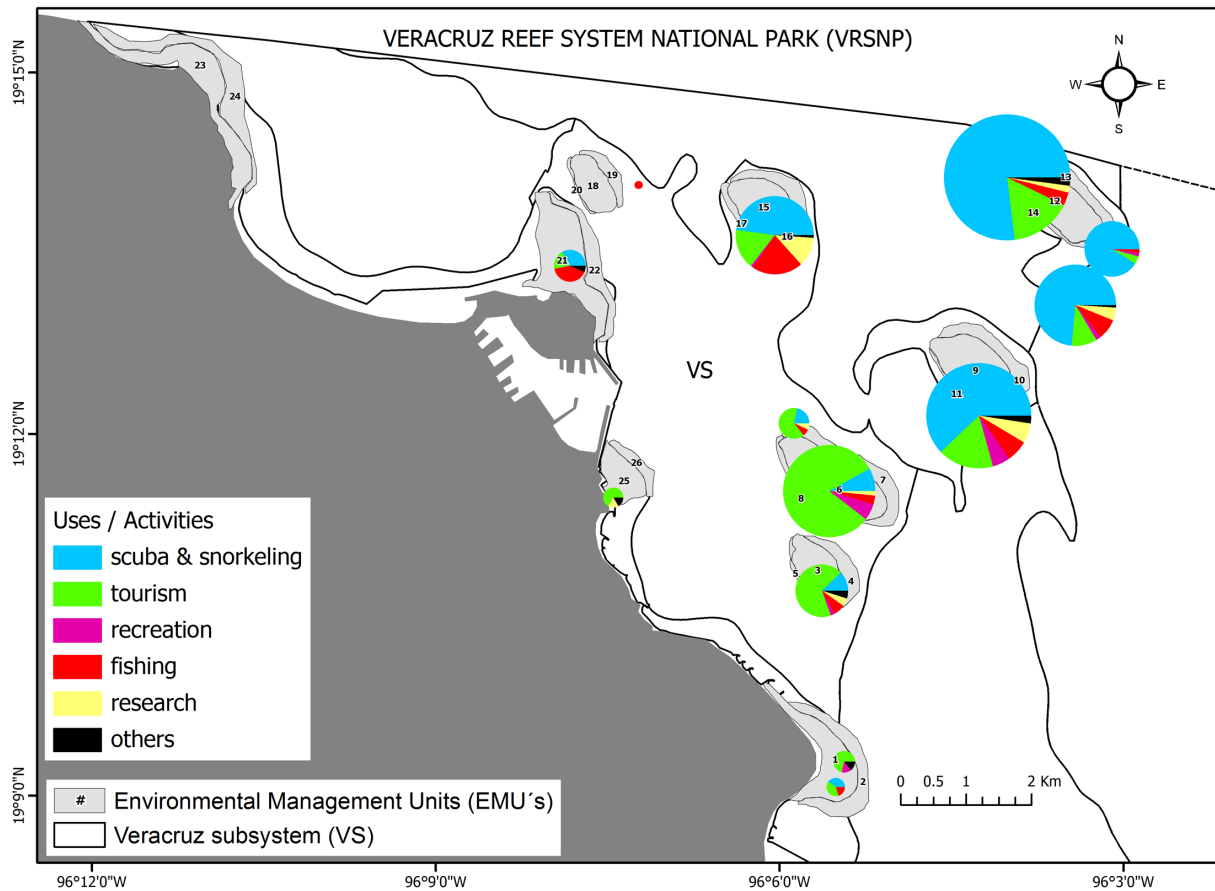 VERACRUZ REEF SYSTEM NATIONAL PARK (VRSNP)
N
W
E
S
19°15'0"N
19°12'0"N
19°9'0"N
23
24
19
20
18
13
12
14
15
17
16
21
22
VS
9
10
11
26
25
7
6
8
3
5
4
1
2
Uses / Activities
scuba & snorkeling
tourism
recreation
fishing
research
others
# Environmental Management Units (EMU´s)
Veracruz subsystem (VS)
0 0.5 1 2 Km
96°12'0"W
96°9'0"W
96°6'0"W
96°3'0"W